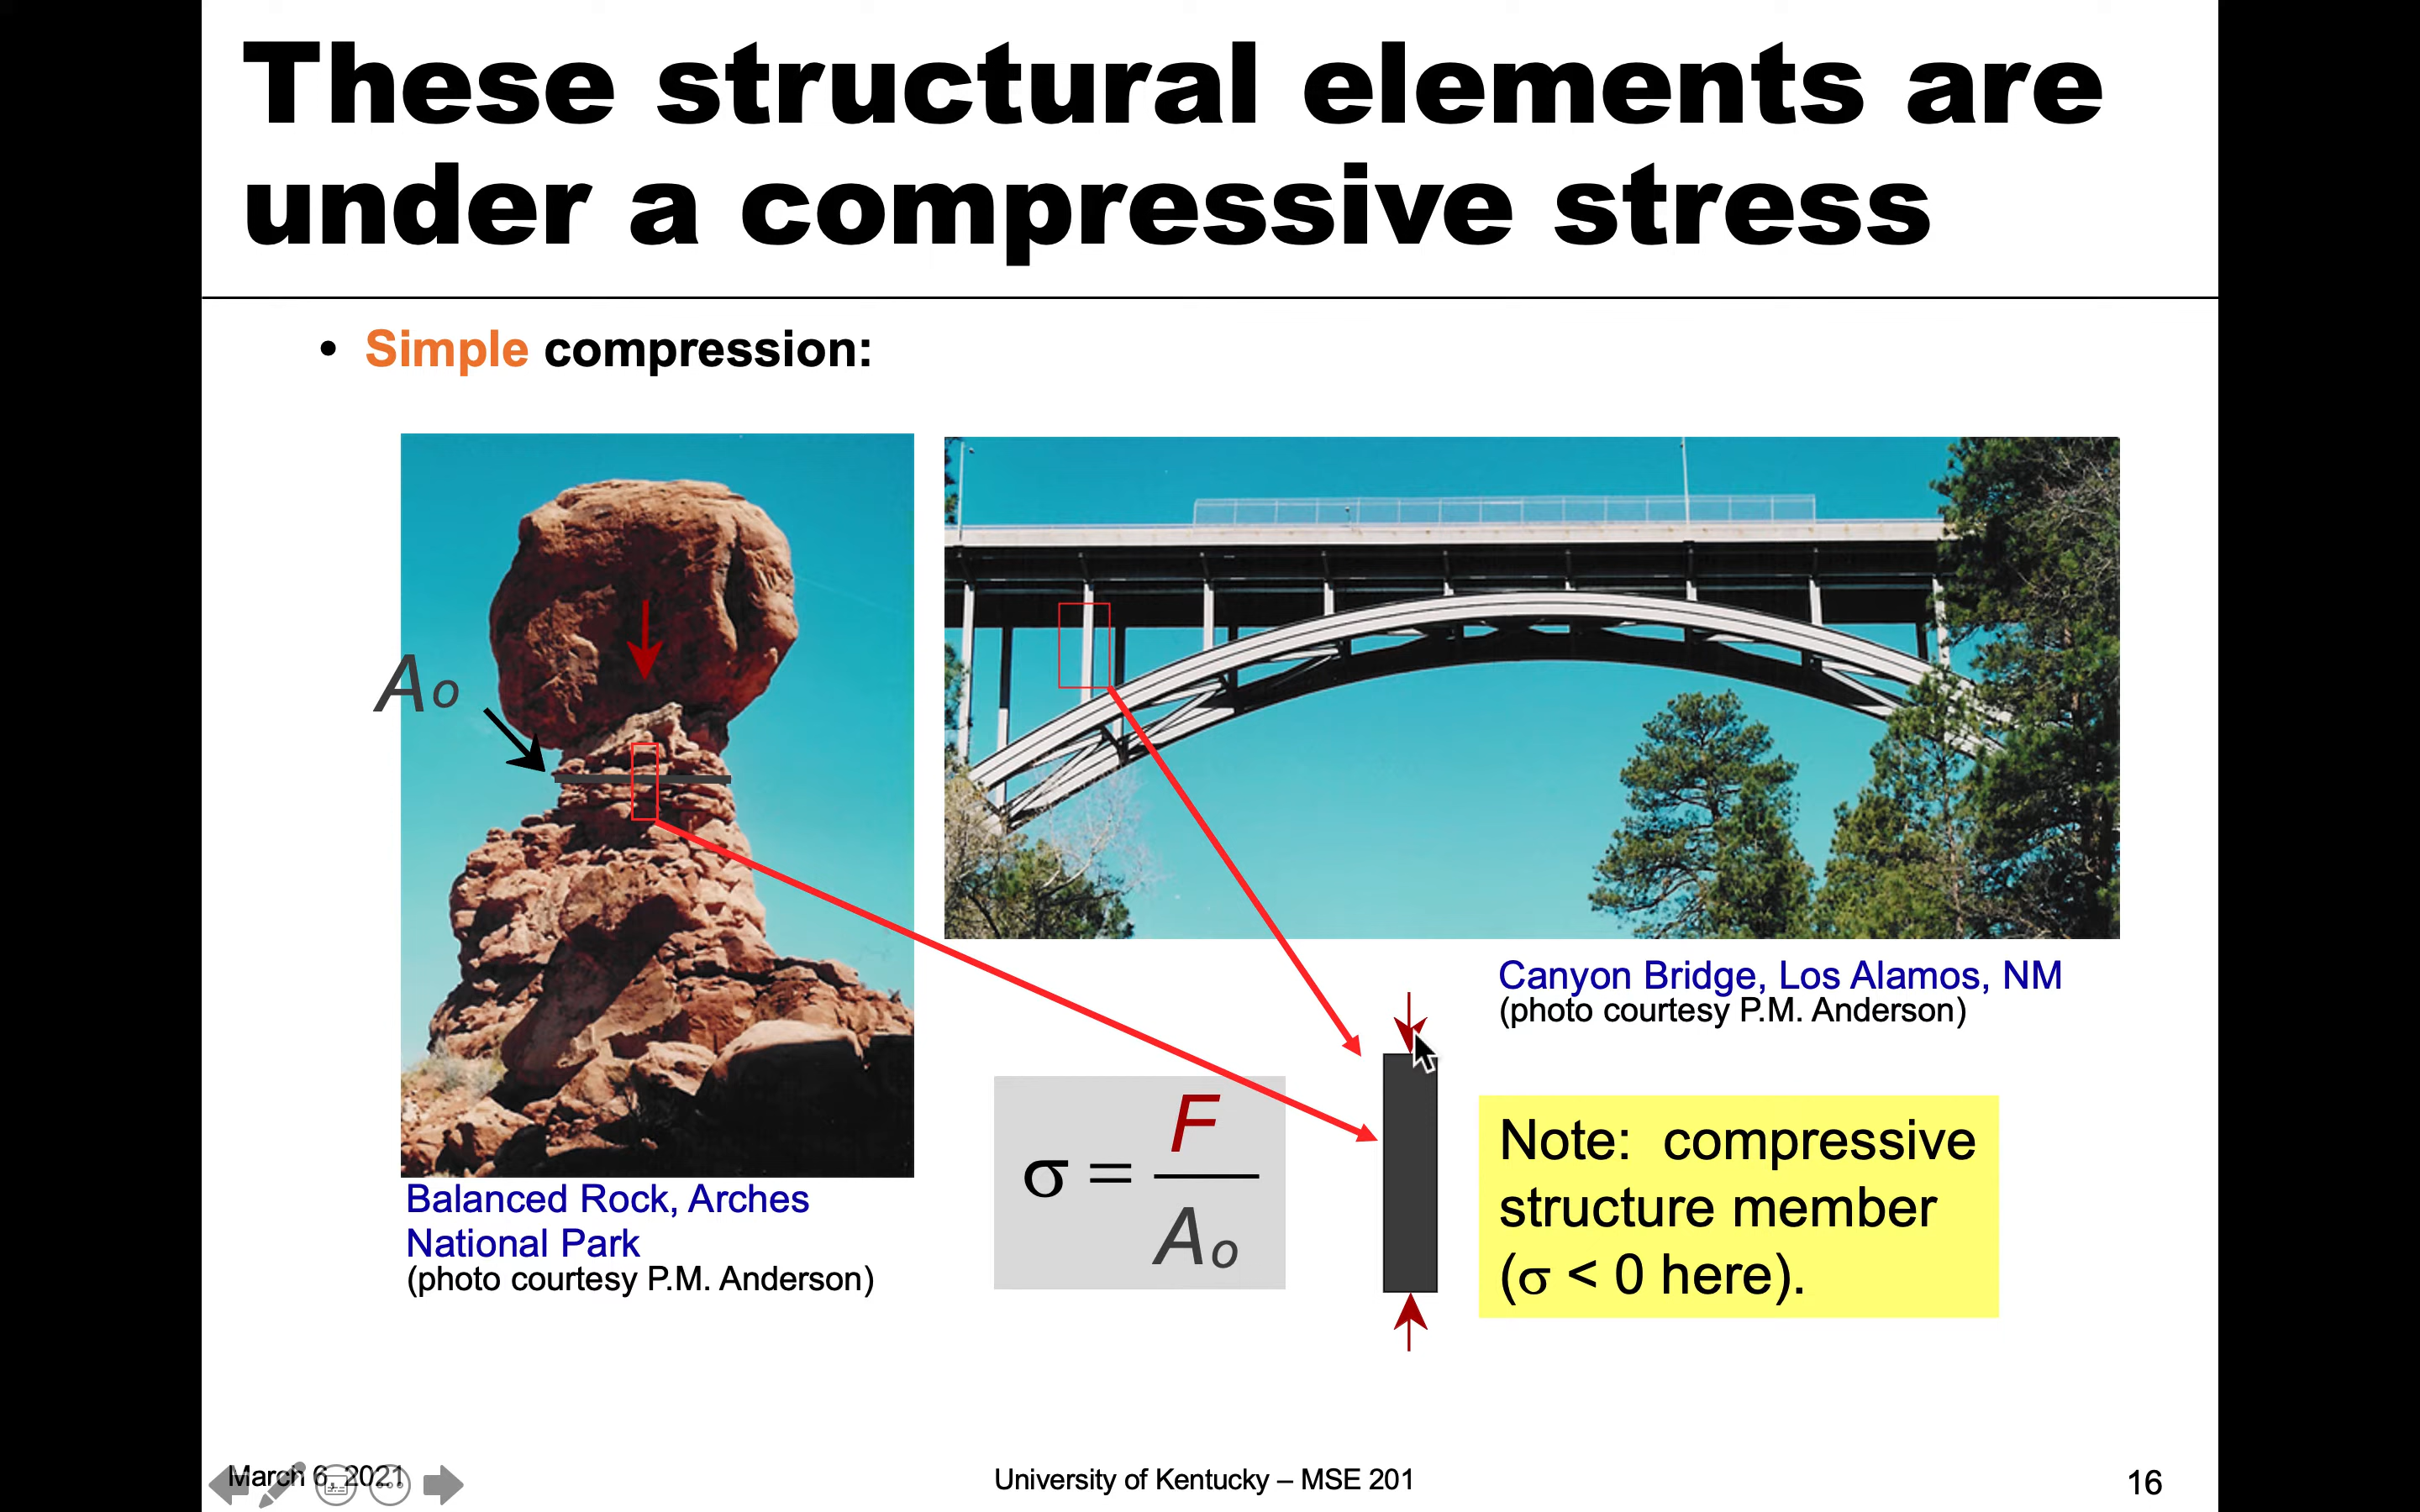 These structural elements are
under a compressive stress
• Simple compression:
Ao
Canyon Bridge, Los Alamos, NM
(photo courtesy P.M. Anderson)
Balanced Rock, Arches
National Park
(photo courtesy P.M. Anderson)
σ = F
Ao
Note: compressive
structure member
(σ < 0 here).
March 6, 2021
University of Kentucky – MSE 201
16